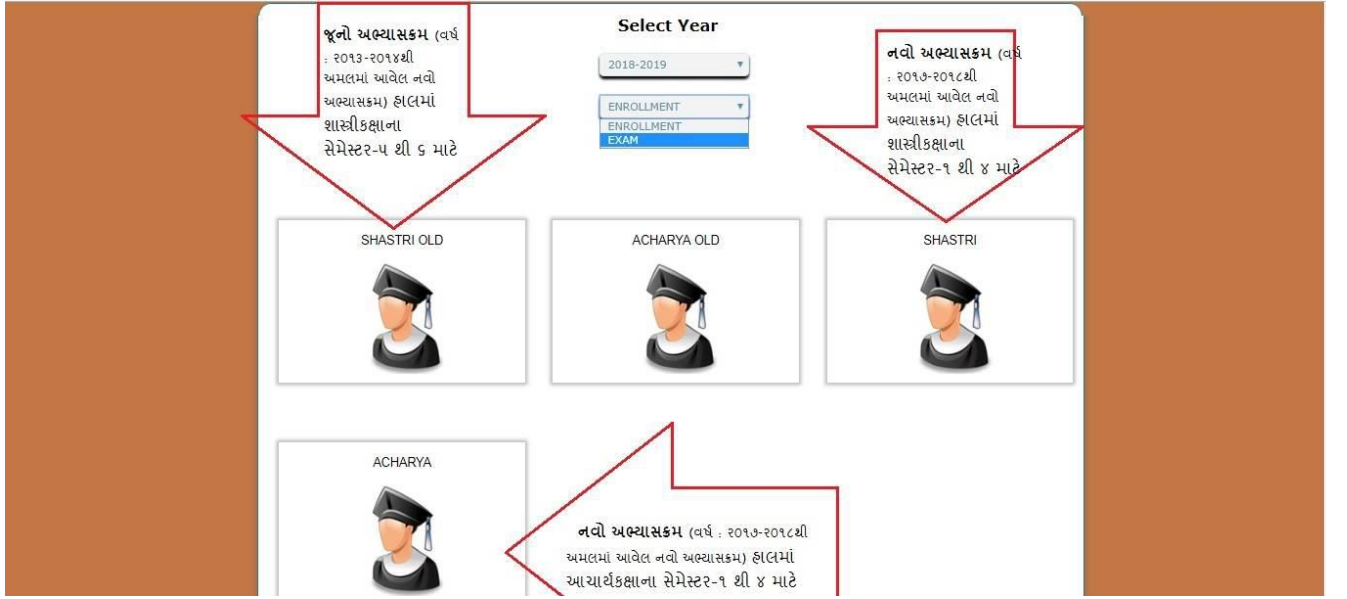 જૂનો અભ્યાસક્રમ (વર્ષ
: ૨૦૧૩-૨૦૧૪થી
અમલમાં આવેલ નવો
અભ્યાસક્રમ) હાલમાં
શાસ્ત્રીકક્ષાના
સેમેસ્ટર-૫ થી ૬ માટે
Select Year
2018-2019
ENROLLMENT
ENROLLMENT
EXAM
નવો અભ્યાસક્રમ (વર્ષ
: ૨૦૧૭-૨૦૧૮થી
અમલમાં આવેલ નવો
અભ્યાસક્રમ) હાલમાં
શાસ્ત્રીકક્ષાના
સેમેસ્ટર-૧ થી ૪ માટે
SHASTRI OLD
ACHARYA OLD
SHASTRI
ACHARYA
નવો અભ્યાસક્રમ (વર્ષ : ૨૦૧૭-૨૦૧૮થી
અમલમાં આવેલ નવો અભ્યાસક્રમ) હાલમાં
આચાર્યકક્ષાના સેમેસ્ટર-૧ થી ૪ માટે